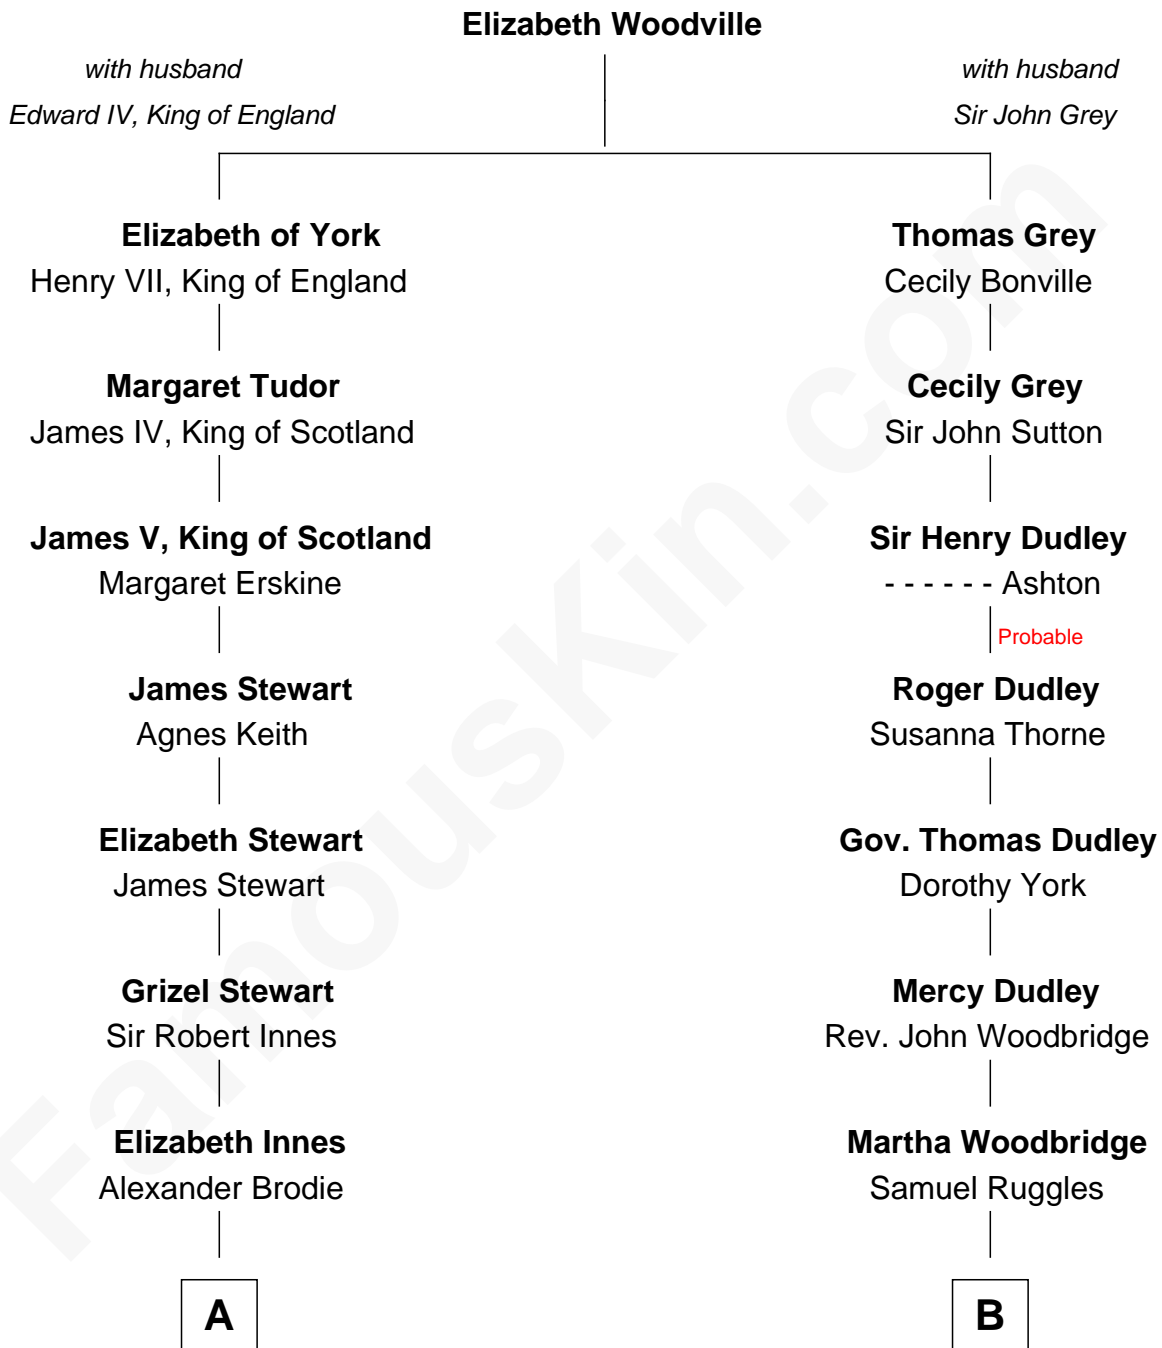 Elizabeth Woodville
with husband
Edward IV, King of England
with husband
Sir John Grey
Elizabeth of York
Henry VII, King of England
Thomas Grey
Cecily Bonville
Margaret Tudor
James IV, King of Scotland
Cecily Grey
Sir John Sutton
James V, King of Scotland
Margaret Erskine
Sir Henry Dudley
- - - - - - Ashton
Probable
James Stewart
Agnes Keith
Roger Dudley
Susanna Thorne
Elizabeth Stewart
James Stewart
Gov. Thomas Dudley
Dorothy York
Grizel Stewart
Sir Robert Innes
Mercy Dudley
Rev. John Woodbridge
Elizabeth Innes
Alexander Brodie
Martha Woodbridge
Samuel Ruggles
A
B
FamousKin.com